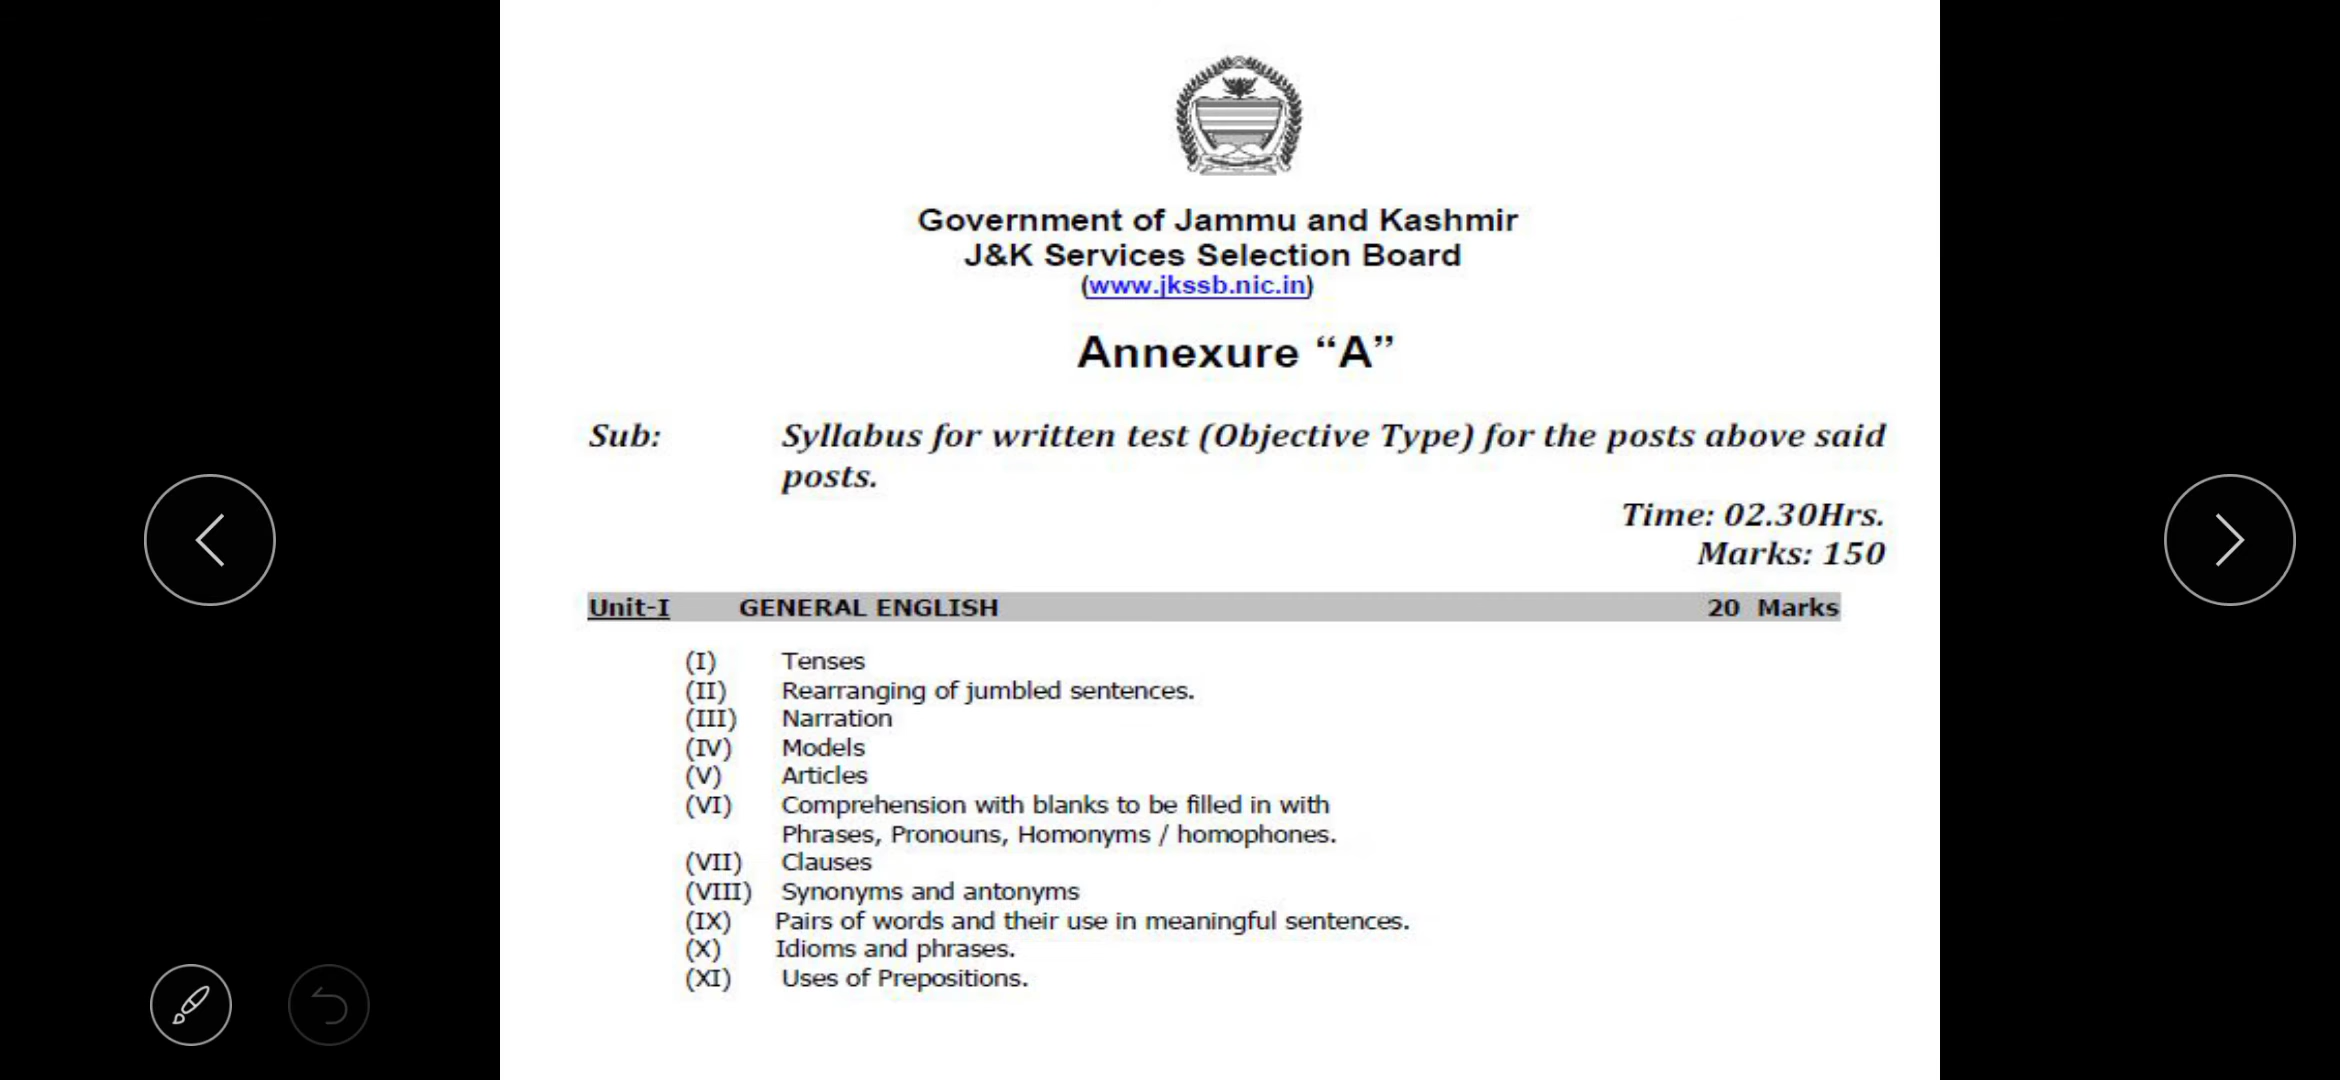 Government of Jammu and Kashmir
J&K Services Selection Board
(www.jkssb.nic.in)
Annexure “A”
Sub: Syllabus for written test (Objective Type) for the posts above said
posts.
Time: 02.30Hrs.
Marks: 150
Unit-I GENERAL ENGLISH 20 Marks
(I) Tenses
(II) Rearranging of jumbled sentences.
(III) Narration
(IV) Models
(V) Articles
(VI) Comprehension with blanks to be filled in with
Phrases, Pronouns, Homonyms / homophones.
(VII) Clauses
(VIII) Synonyms and antonyms
(IX) Pairs of words and their use in meaningful sentences.
(X) Idioms and phrases.
(XI) Uses of Prepositions.